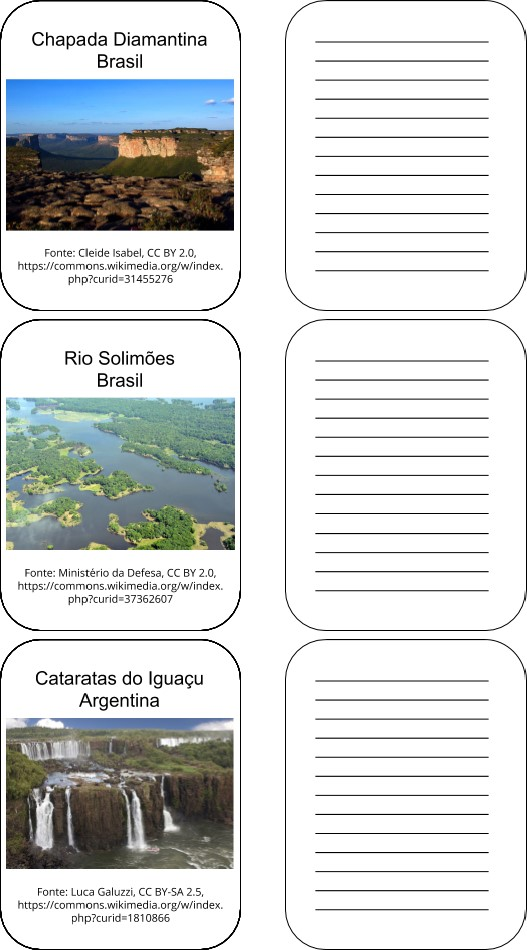 Chapada Diamantina
Brasil
Fonte: Cleide Isabel, CC BY 2.0,
https://commons.wikimedia.org/w/index.
php?curid=31455276
Rio Solimões
Brasil
Fonte: Ministério da Defesa, CC BY 2.0,
https://commons.wikimedia.org/w/index.
php?curid=37362607
Cataratas do Iguaçu
Argentina
Fonte: Luca Galuzzi, CC BY-SA 2.5,
https://commons.wikimedia.org/w/index.
php?curid=1810866